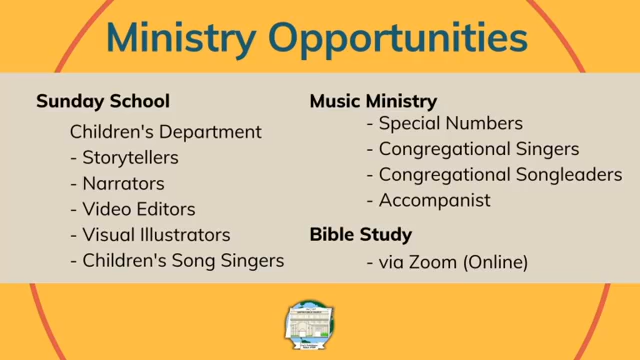 Ministry Opportunities
Sunday School
Children's Department
- Storytellers
- Narrators
- Video Editors
- Visual Illustrators
- Children's Song Singers
Music Ministry
- Special Numbers
- Congregational Singers
- Congregational Songleaders
- Accompanist
Bible Study
- via Zoom (Online)